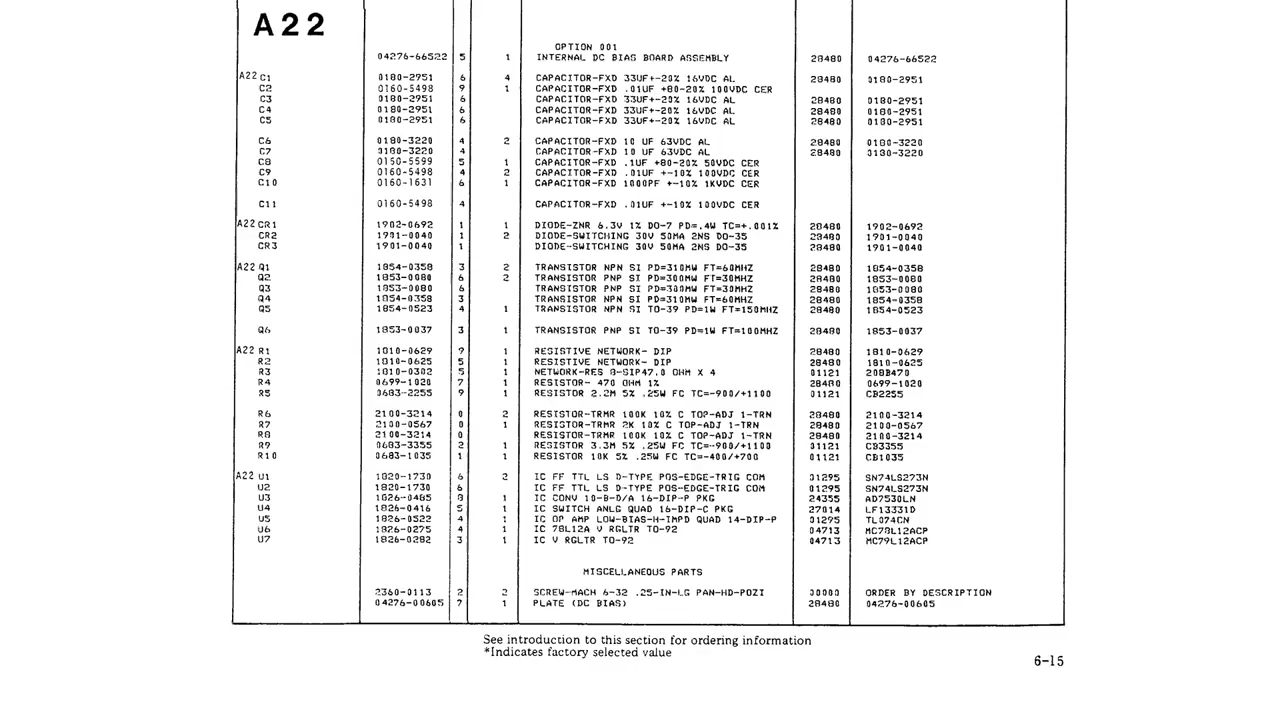 A22
OPTION 001
04276-66522 5 1 INTERNAL DC BIAS BOARD ASSEMBLY 28480 04276-66522
A22 C1 0180-2951 6 4 CAPACITOR-FXD 33UF+-20% 16VDC AL 28480 0180-2951
C2 0160-5498 9 1 CAPACITOR-FXD .01UF +80-20% 100VDC CER
C3 0180-2951 6 CAPACITOR-FXD 33UF+-20% 16VDC AL 28480 0180-2951
C4 0180-2951 6 CAPACITOR-FXD 33UF+-20% 16VDC AL 28480 0180-2951
C5 0180-2951 6 CAPACITOR-FXD 33UF+-20% 16VDC AL 28480 0180-2951
C6 0180-3220 4 2 CAPACITOR-FXD 10 UF 63VDC AL 28480 0180-3220
C7 0180-3220 4 CAPACITOR-FXD 10 UF 63VDC AL 28480 0180-3220
C8 0150-5599 5 1 CAPACITOR-FXD .1UF +80-20% 50VDC CER
C9 0160-5498 4 2 CAPACITOR-FXD .01UF +-10% 100VDC CER
C10 0160-1631 6 1 CAPACITOR-FXD 1000PF +-10% 1KVDC CER
C11 0160-5498 4 CAPACITOR-FXD .01UF +-10% 100VDC CER
A22 CR1 1902-0692 1 1 DIODE-ZNR 6.3V 1% DO-7 PD=.4W TC=+.001% 28480 1902-0692
CR2 1901-0040 1 2 DIODE-SWITCHING 30V 50MA 2NS DO-35 28480 1901-0040
CR3 1901-0040 1 DIODE-SWITCHING 30V 50MA 2NS DO-35 28480 1901-0040
A22 Q1 1854-0358 3 2 TRANSISTOR NPN SI PD=310MW FT=60MHZ 28480 1854-0358
Q2 1853-0080 6 2 TRANSISTOR PNP SI PD=300MW FT=30MHZ 28480 1853-0080
Q3 1853-0080 6 TRANSISTOR PNP SI PD=300MW FT=30MHZ 28480 1853-0080
Q4 1854-0358 3 TRANSISTOR NPN SI PD=310MW FT=60MHZ 28480 1854-0358
Q5 1854-0523 4 1 TRANSISTOR NPN SI TO-39 PD=1W FT=150MHZ 28480 1854-0523
Q6 1853-0037 3 1 TRANSISTOR PNP SI TO-39 PD=1W FT=100MHZ 28480 1853-0037
A22 R1 1810-0629 9 1 RESISTIVE NETWORK- DIP 28480 1810-0629
R2 1810-0625 5 1 RESISTIVE NETWORK- DIP 28480 1810-0625
R3 1810-0302 5 1 NETWORK-RES 8-SIP47.0 OHM X 4 01121 208B470
R4 0699-1020 7 1 RESISTOR- 470 OHM 1% 28480 0699-1020
R5 0683-2255 9 1 RESISTOR 2.2M 5% .25W FC TC=-900/+1100 01121 CB2255
R6 2100-3214 0 2 RESISTOR-TRMR 100K 10% C TOP-ADJ 1-TRN 28480 2100-3214
R7 2100-0567 0 1 RESISTOR-TRMR 2K 10% C TOP-ADJ 1-TRN 28480 2100-0567
R8 2100-3214 0 RESISTOR-TRMR 100K 10% C TOP-ADJ 1-TRN 28480 2100-3214
R9 0683-3355 2 1 RESISTOR 3.3M 5% .25W FC TC=-900/+1100 01121 CB3355
R10 0683-1035 1 1 RESISTOR 10K 5% .25W FC TC=-400/+700 01121 CB1035
A22 U1 1820-1730 6 2 IC FF TTL LS D-TYPE POS-EDGE-TRIG COM 01295 SN74LS273N
U2 1820-1730 6 IC FF TTL LS D-TYPE POS-EDGE-TRIG COM 01295 SN74LS273N
U3 1826-0485 8 1 IC CONV 10-B-D/A 16-DIP-P PKG 24355 AD7530LN
U4 1826-0416 5 1 IC SWITCH ANLG QUAD 16-DIP-C PKG 27014 LF13331D
U5 1826-0522 4 1 IC OP AMP LOW-BIAS-H-IMPD QUAD 14-DIP-P 01295 TL074CN
U6 1826-0275 4 1 IC 78L12A V RGLTR TO-92 04713 MC78L12ACP
U7 1826-0282 3 1 IC V RGLTR TO-92 04713 MC79L12ACP
MISCELLANEOUS PARTS
2360-0113 2 2 SCREW-MACH 6-32 .25-IN-LG PAN-HD-POZI 00000 ORDER BY DESCRIPTION
04276-00605 7 1 PLATE (DC BIAS) 28480 04276-00605
See introduction to this section for ordering information
*Indicates factory selected value
6-15